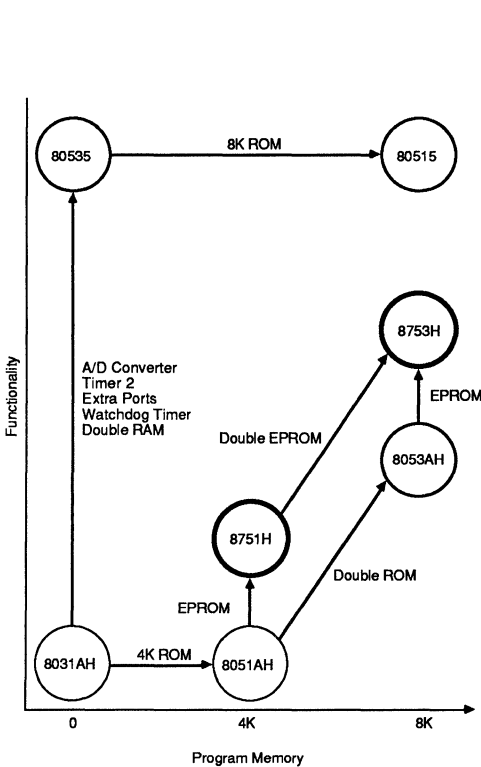 80535
8K ROM
80515
8753H
Functionality
A/D Converter
Timer 2
Extra Ports
Watchdog Timer
Double RAM
EPROM
Double EPROM
8053AH
8751H
Double ROM
EPROM
8031AH
4K ROM
8051AH
0
4K
8K
Program Memory